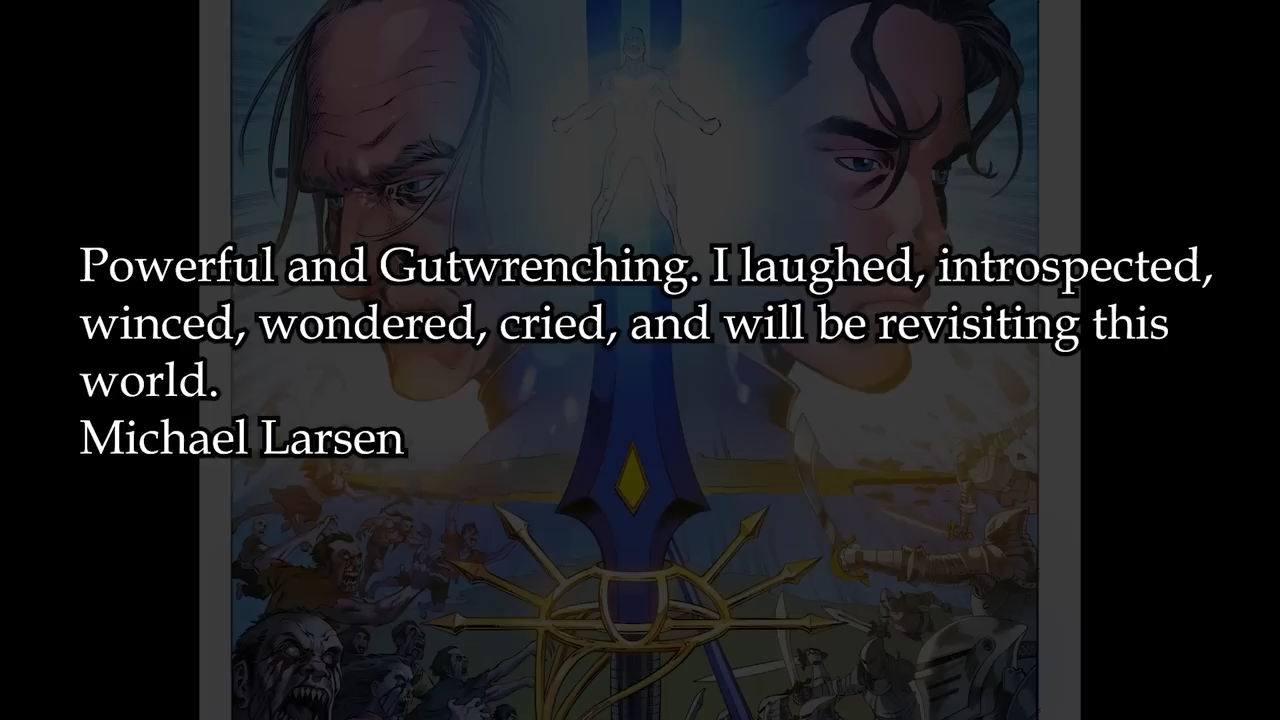 Powerful and Gutwrenching. I laughed, introspected,
winced, wondered, cried, and will be revisiting this
world.
Michael Larsen